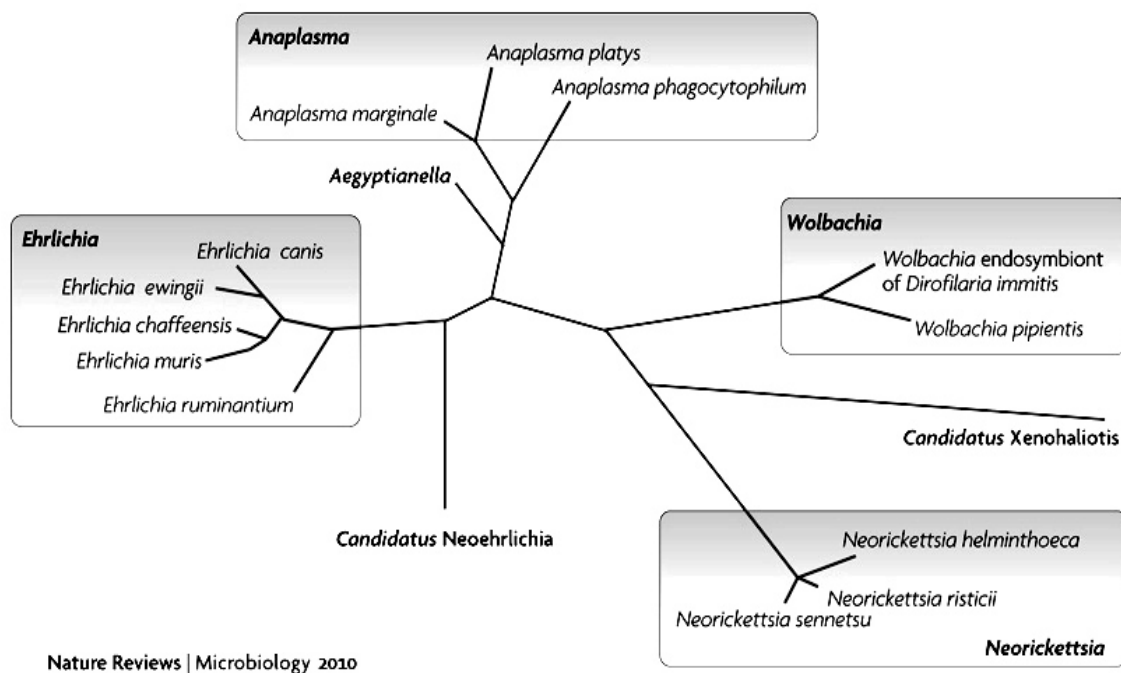 Anaplasma
Anaplasma platys
Anaplasma phagocytophilum
Anaplasma marginale
Aegyptianella
Ehrlichia
Ehrlichia canis
Ehrlichia ewingii
Ehrlichia chaffeensis
Ehrlichia muris
Ehrlichia ruminantium
Wolbachia
Wolbachia endosymbiont
of Dirofilaria immitis
Wolbachia pipientis
Candidatus Xenohaliotis
Candidatus Neoehrlichia
Neorickettsia helminthoeca
Neorickettsia risticii
Neorickettsia sennetsu
Neorickettsia
Nature Reviews | Microbiology 2010